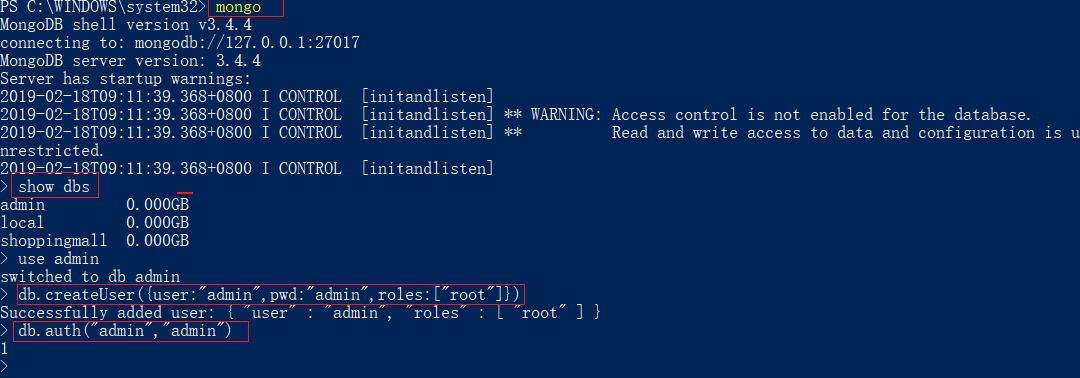 PS C:\WINDOWS\system32> mongo
MongoDB shell version v3.4.4
connecting to: mongodb://127.0.0.1:27017
MongoDB server version: 3.4.4
Server has startup warnings:
2019-02-18T09:11:39.368+0800 I CONTROL  [initandlisten]
2019-02-18T09:11:39.368+0800 I CONTROL  [initandlisten] ** WARNING: Access control is not enabled for the database.
2019-02-18T09:11:39.368+0800 I CONTROL  [initandlisten] **          Read and write access to data and configuration is u
nrestricted.
2019-02-18T09:11:39.368+0800 I CONTROL  [initandlisten]
> show dbs
admin         0.000GB
local         0.000GB
shoppingmall  0.000GB
> use admin
switched to db admin
> db.createUser({user:"admin",pwd:"admin",roles:["root"]})
Successfully added user: { "user" : "admin", "roles" : [ "root" ] }
> db.auth("admin","admin")
1
>